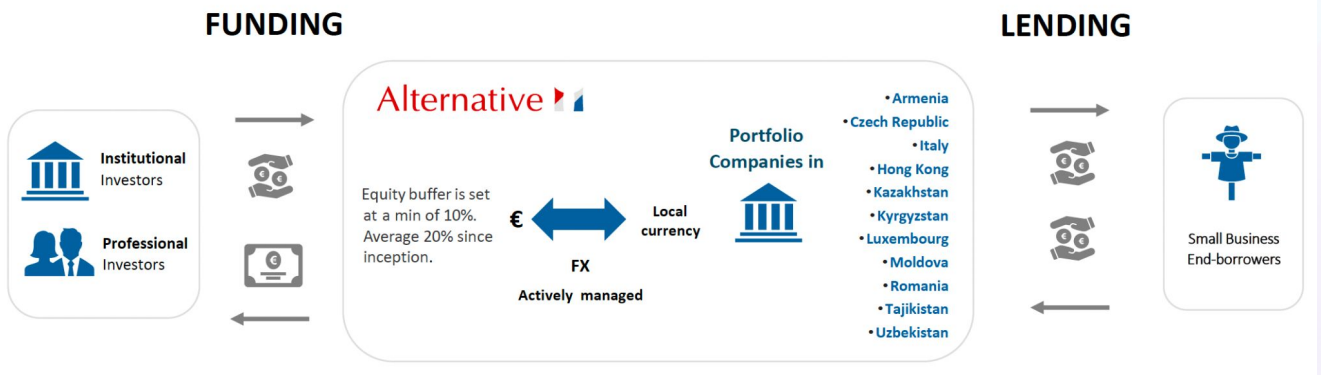 FUNDING
LENDING
Institutional
Investors
Professional
Investors
Alternative
Equity buffer is set
at a min of 10%.
Average 20% since
inception.
€
Local
currency
FX
Actively managed
Portfolio
Companies in
•Armenia
•Czech Republic
•Italy
•Hong Kong
•Kazakhstan
•Kyrgyzstan
•Luxembourg
•Moldova
•Romania
•Tajikistan
•Uzbekistan
Small Business
End-borrowers